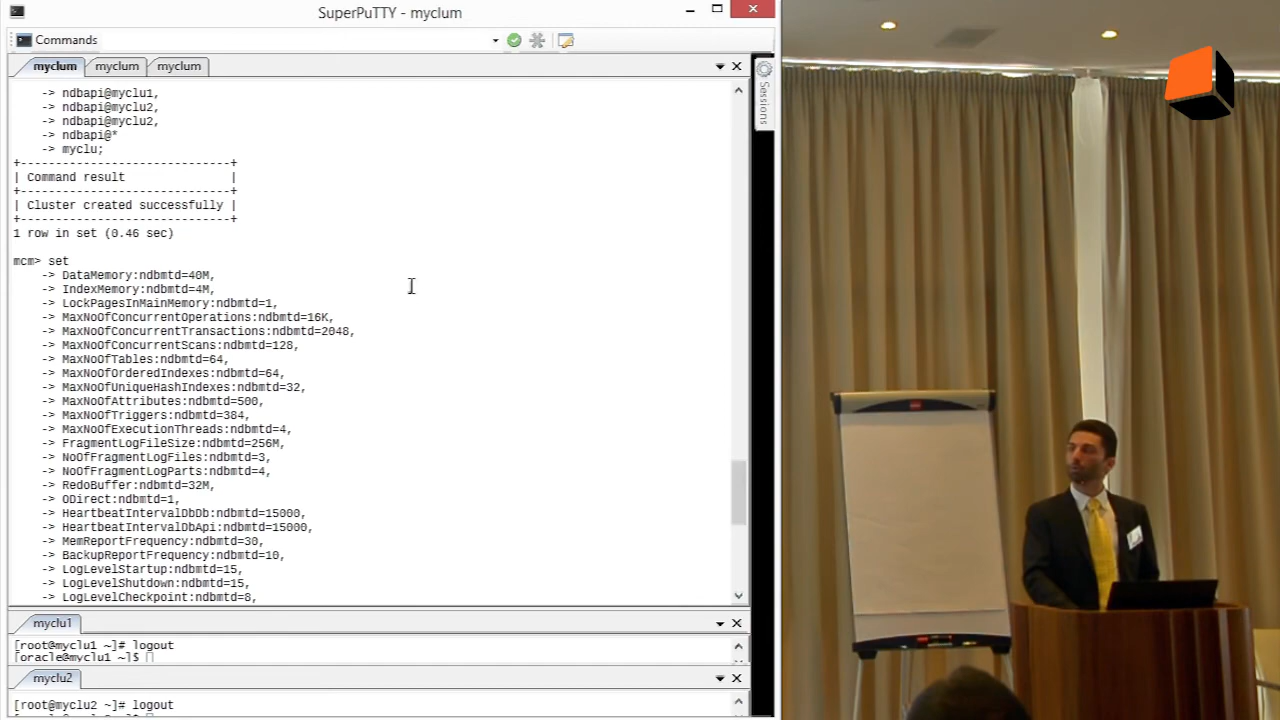 SuperPuTTY - myclum
Commands
myclum
myclum
myclum
Sessions
-> ndbapi@myclu1,
-> ndbapi@myclu2,
-> ndbapi@myclu2,
-> ndbapi@*
-> myclu;
+----------------------------+
| Command result |
+----------------------------+
| Cluster created successfully |
+----------------------------+
1 row in set (0.46 sec)
mcm> set
-> DataMemory:ndbmtd=40M,
-> IndexMemory:ndbmtd=4M,
-> LockPagesInMainMemory:ndbmtd=1,
-> MaxNoOfConcurrentOperations:ndbmtd=16K,
-> MaxNoOfConcurrentTransactions:ndbmtd=2048,
-> MaxNoOfConcurrentScans:ndbmtd=128,
-> MaxNoOfTables:ndbmtd=64,
-> MaxNoOfOrderedIndexes:ndbmtd=64,
-> MaxNoOfUniqueHashIndexes:ndbmtd=32,
-> MaxNoOfAttributes:ndbmtd=500,
-> MaxNoOfTriggers:ndbmtd=384,
-> MaxNoOfExecutionThreads:ndbmtd=4,
-> FragmentLogFileSize:ndbmtd=256M,
-> NoOfFragmentLogFiles:ndbmtd=3,
-> NoOfFragmentLogParts:ndbmtd=4,
-> RedoBuffer:ndbmtd=32M,
-> ODirect:ndbmtd=1,
-> HeartbeatIntervalDbDb:ndbmtd=15000,
-> HeartbeatIntervalDbApi:ndbmtd=15000,
-> MemReportFrequency:ndbmtd=30,
-> BackupReportFrequency:ndbmtd=10,
-> LogLevelStartup:ndbmtd=15,
-> LogLevelShutdown:ndbmtd=15,
-> LogLevelCheckpoint:ndbmtd=8,
myclu1
[root@myclu1 ~]# logout
[oracle@myclu1 ~]$
myclu2
[root@myclu2 ~]# logout